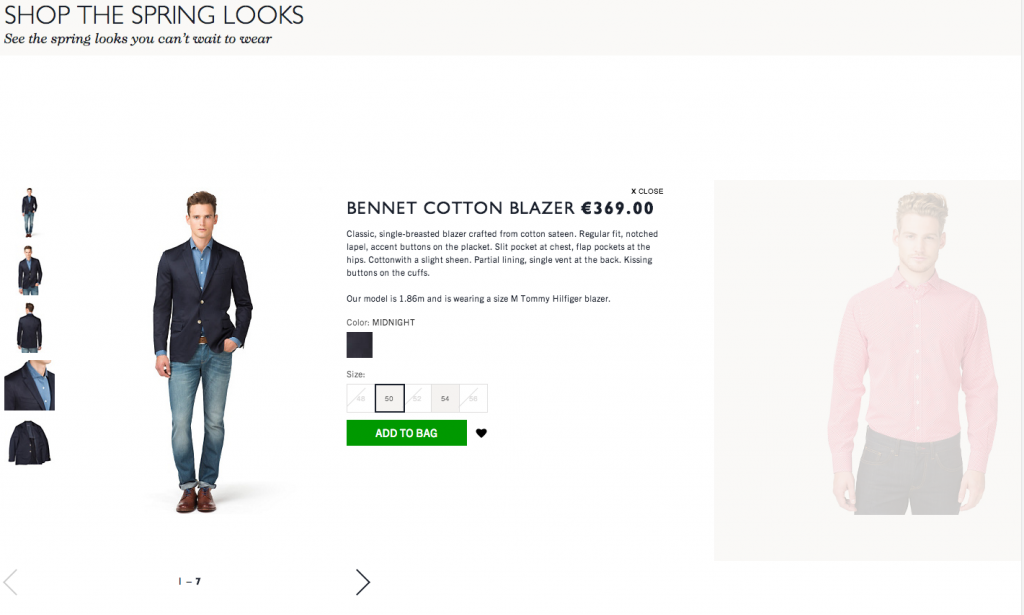 SHOP THE SPRING LOOKS
See the spring looks you can't wait to wear
X CLOSE
BENNET COTTON BLAZER €369.00
Classic, single-breasted blazer crafted from cotton sateen. Regular fit, notched
lapel, accent buttons on the placket. Slit pocket at chest, flap pockets at the
hips. Cottonwith a slight sheen. Partial lining, single vent at the back. Kissing
buttons on the cuffs.
Our model is 1.86m and is wearing a size M Tommy Hilfiger blazer.
Color: MIDNIGHT
Size:
48 50 52 54 56
ADD TO BAG
1 – 7